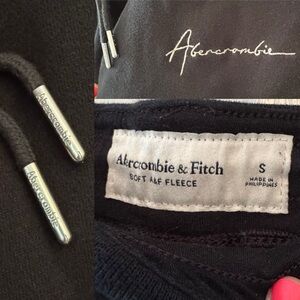 Abercrombie
Abercrombie
Abercrombie
Abercrombie & Fitch
SOFT A&F FLEECE
S
MADE IN
PHILIPPINES